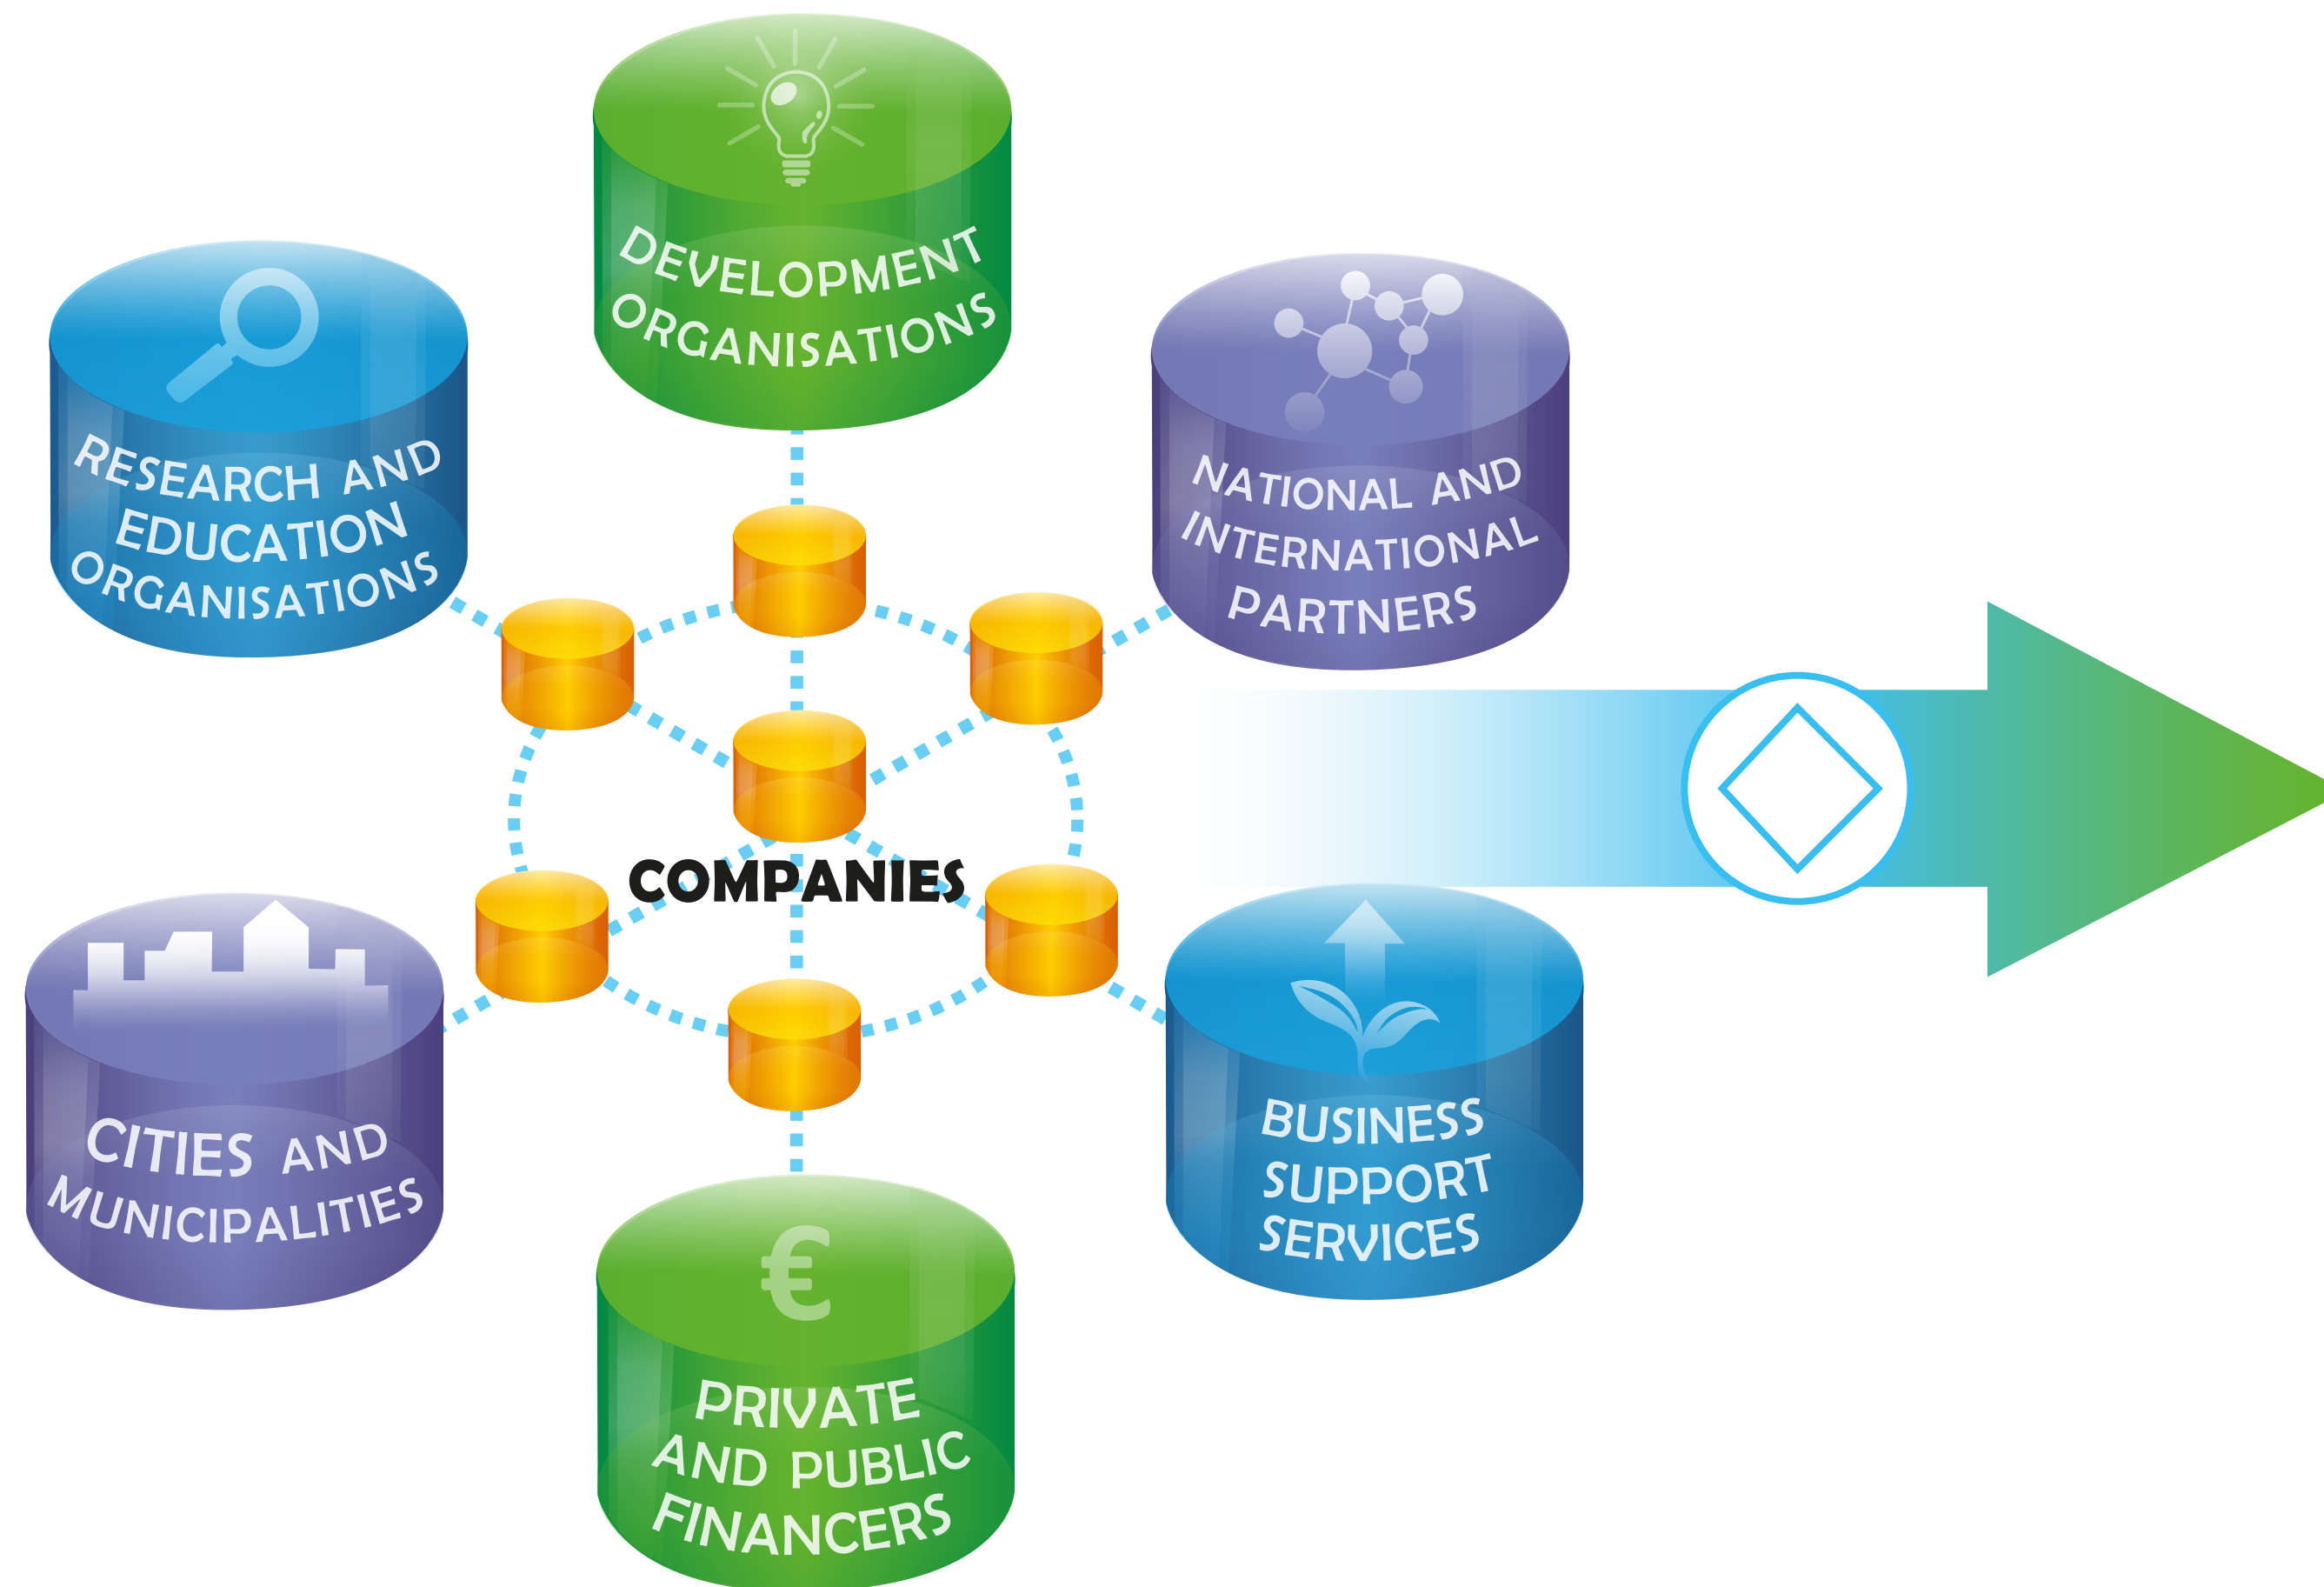 DEVELOPMENT
ORGANISATIONS
RESEARCH AND
EDUCATION
ORGANISATIONS
NATIONAL AND
INTERNATIONAL
PARTNERS
COMPANIES
CITIES AND
MUNICIPALITIES
BUSINESS
SUPPORT
SERVICES
€
PRIVATE
AND PUBLIC
FINANCERS